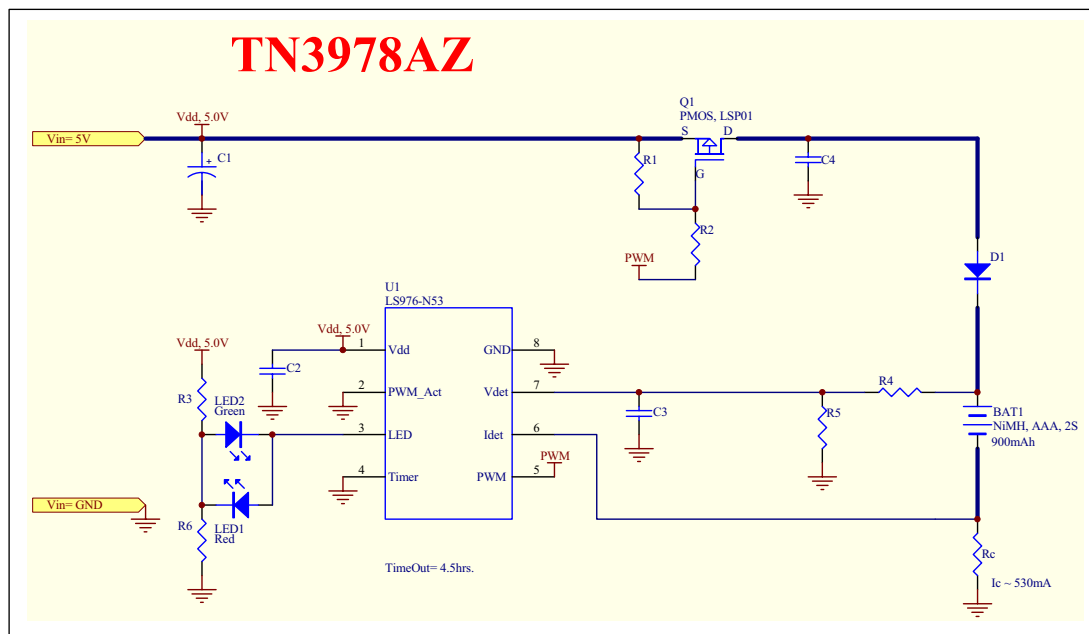 TN3978AZ
Q1
PMOS, LSP01
Vdd, 5.0V
Vin= 5V
S
D
C1
R1
C4
G
R2
PWM
D1
U1
LS976-N53
Vdd, 5.0V
Vdd, 5.0V
1
Vdd
GND
8
C2
R3
LED2
Green
2
PWM_Act
Vdet
7
R4
C3
R5
BAT1
NiMH, AAA, 2S
900mAh
3
LED
Idet
6
PWM
4
Timer
PWM
5
Vin= GND
R6
LED1
Red
Rc
TimeOut= 4.5hrs.
Ic ~ 530mA